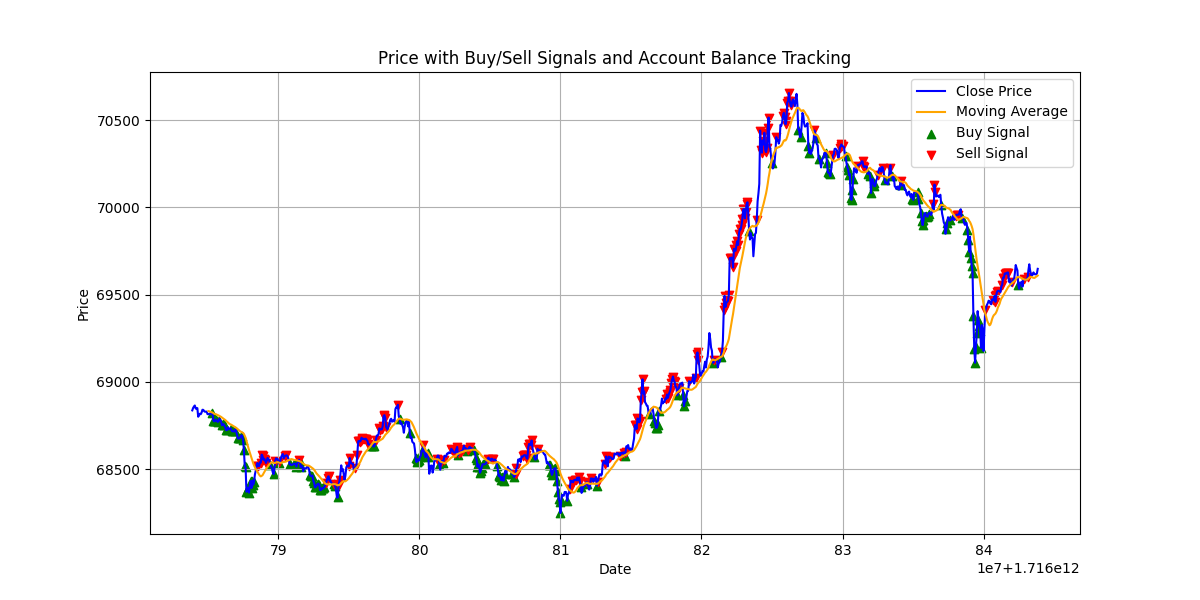 Price with Buy/Sell Signals and Account Balance Tracking
Close Price
Moving Average
Buy Signal
Sell Signal
70500
70000
69500
69000
68500
Price
79 80 81 82 83 84
Date
1e7+1.716e12